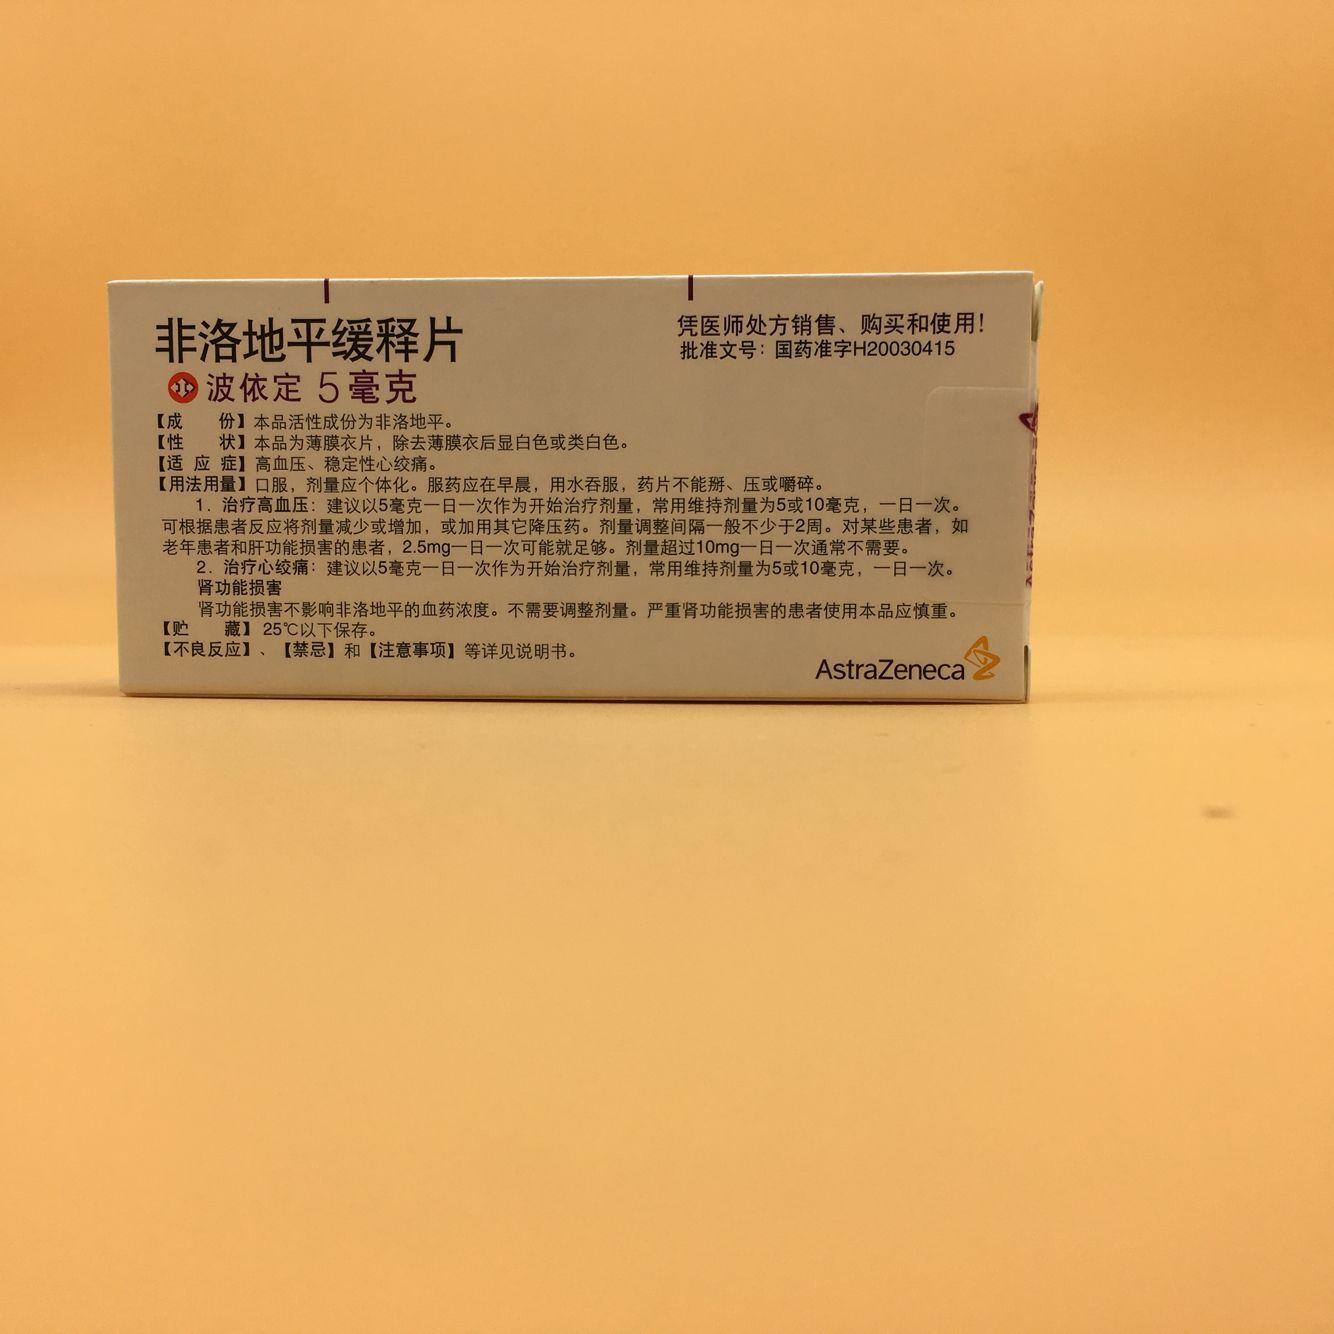 非洛地平缓释片
波依定 5毫克
凭医师处方销售、购买和使用!
批准文号：国药准字H20030415
【成　份】本品活性成份为非洛地平。
【性　状】本品为薄膜衣片，除去薄膜衣后显白色或类白色。
【适 应 症】高血压、稳定性心绞痛。
【用法用量】口服，剂量应个体化。服药应在早晨，用水吞服，药片不能掰、压或嚼碎。
1．治疗高血压：建议以5毫克一日一次作为开始治疗剂量，常用维持剂量为5或10毫克，一日一次。
可根据患者反应将剂量减少或增加，或加用其它降压药。剂量调整间隔一般不少于2周。对某些患者，如
老年患者和肝功能损害的患者，2.5mg一日一次可能就足够。剂量超过10mg一日一次通常不需要。
2．治疗心绞痛：建议以5毫克一日一次作为开始治疗剂量，常用维持剂量为5或10毫克，一日一次。
肾功能损害
肾功能损害不影响非洛地平的血药浓度。不需要调整剂量。严重肾功能损害的患者使用本品应慎重。
【贮　藏】25℃以下保存。
【不良反应】、【禁忌】和【注意事项】等详见说明书。
AstraZeneca